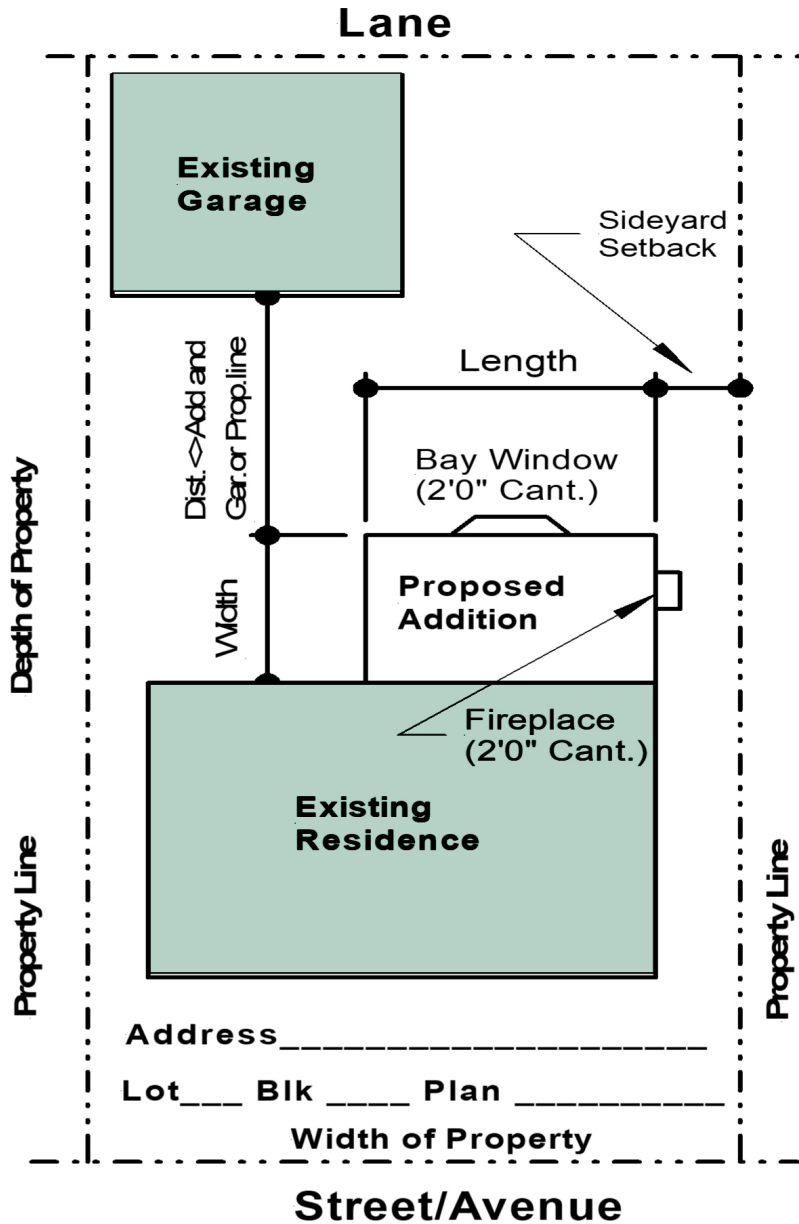 Lane
Existing
Garage
Sideyard
Setback
Length
Dist. <>Add and
Gar. or Prop. line
Bay Window
(2'0" Cant.)
Depth of Property
Width
Proposed
Addition
Fireplace
(2'0" Cant.)
Existing
Residence
Property Line
Property Line
Address______________________
Lot___ Blk ____ Plan __________
Width of Property
Street/Avenue